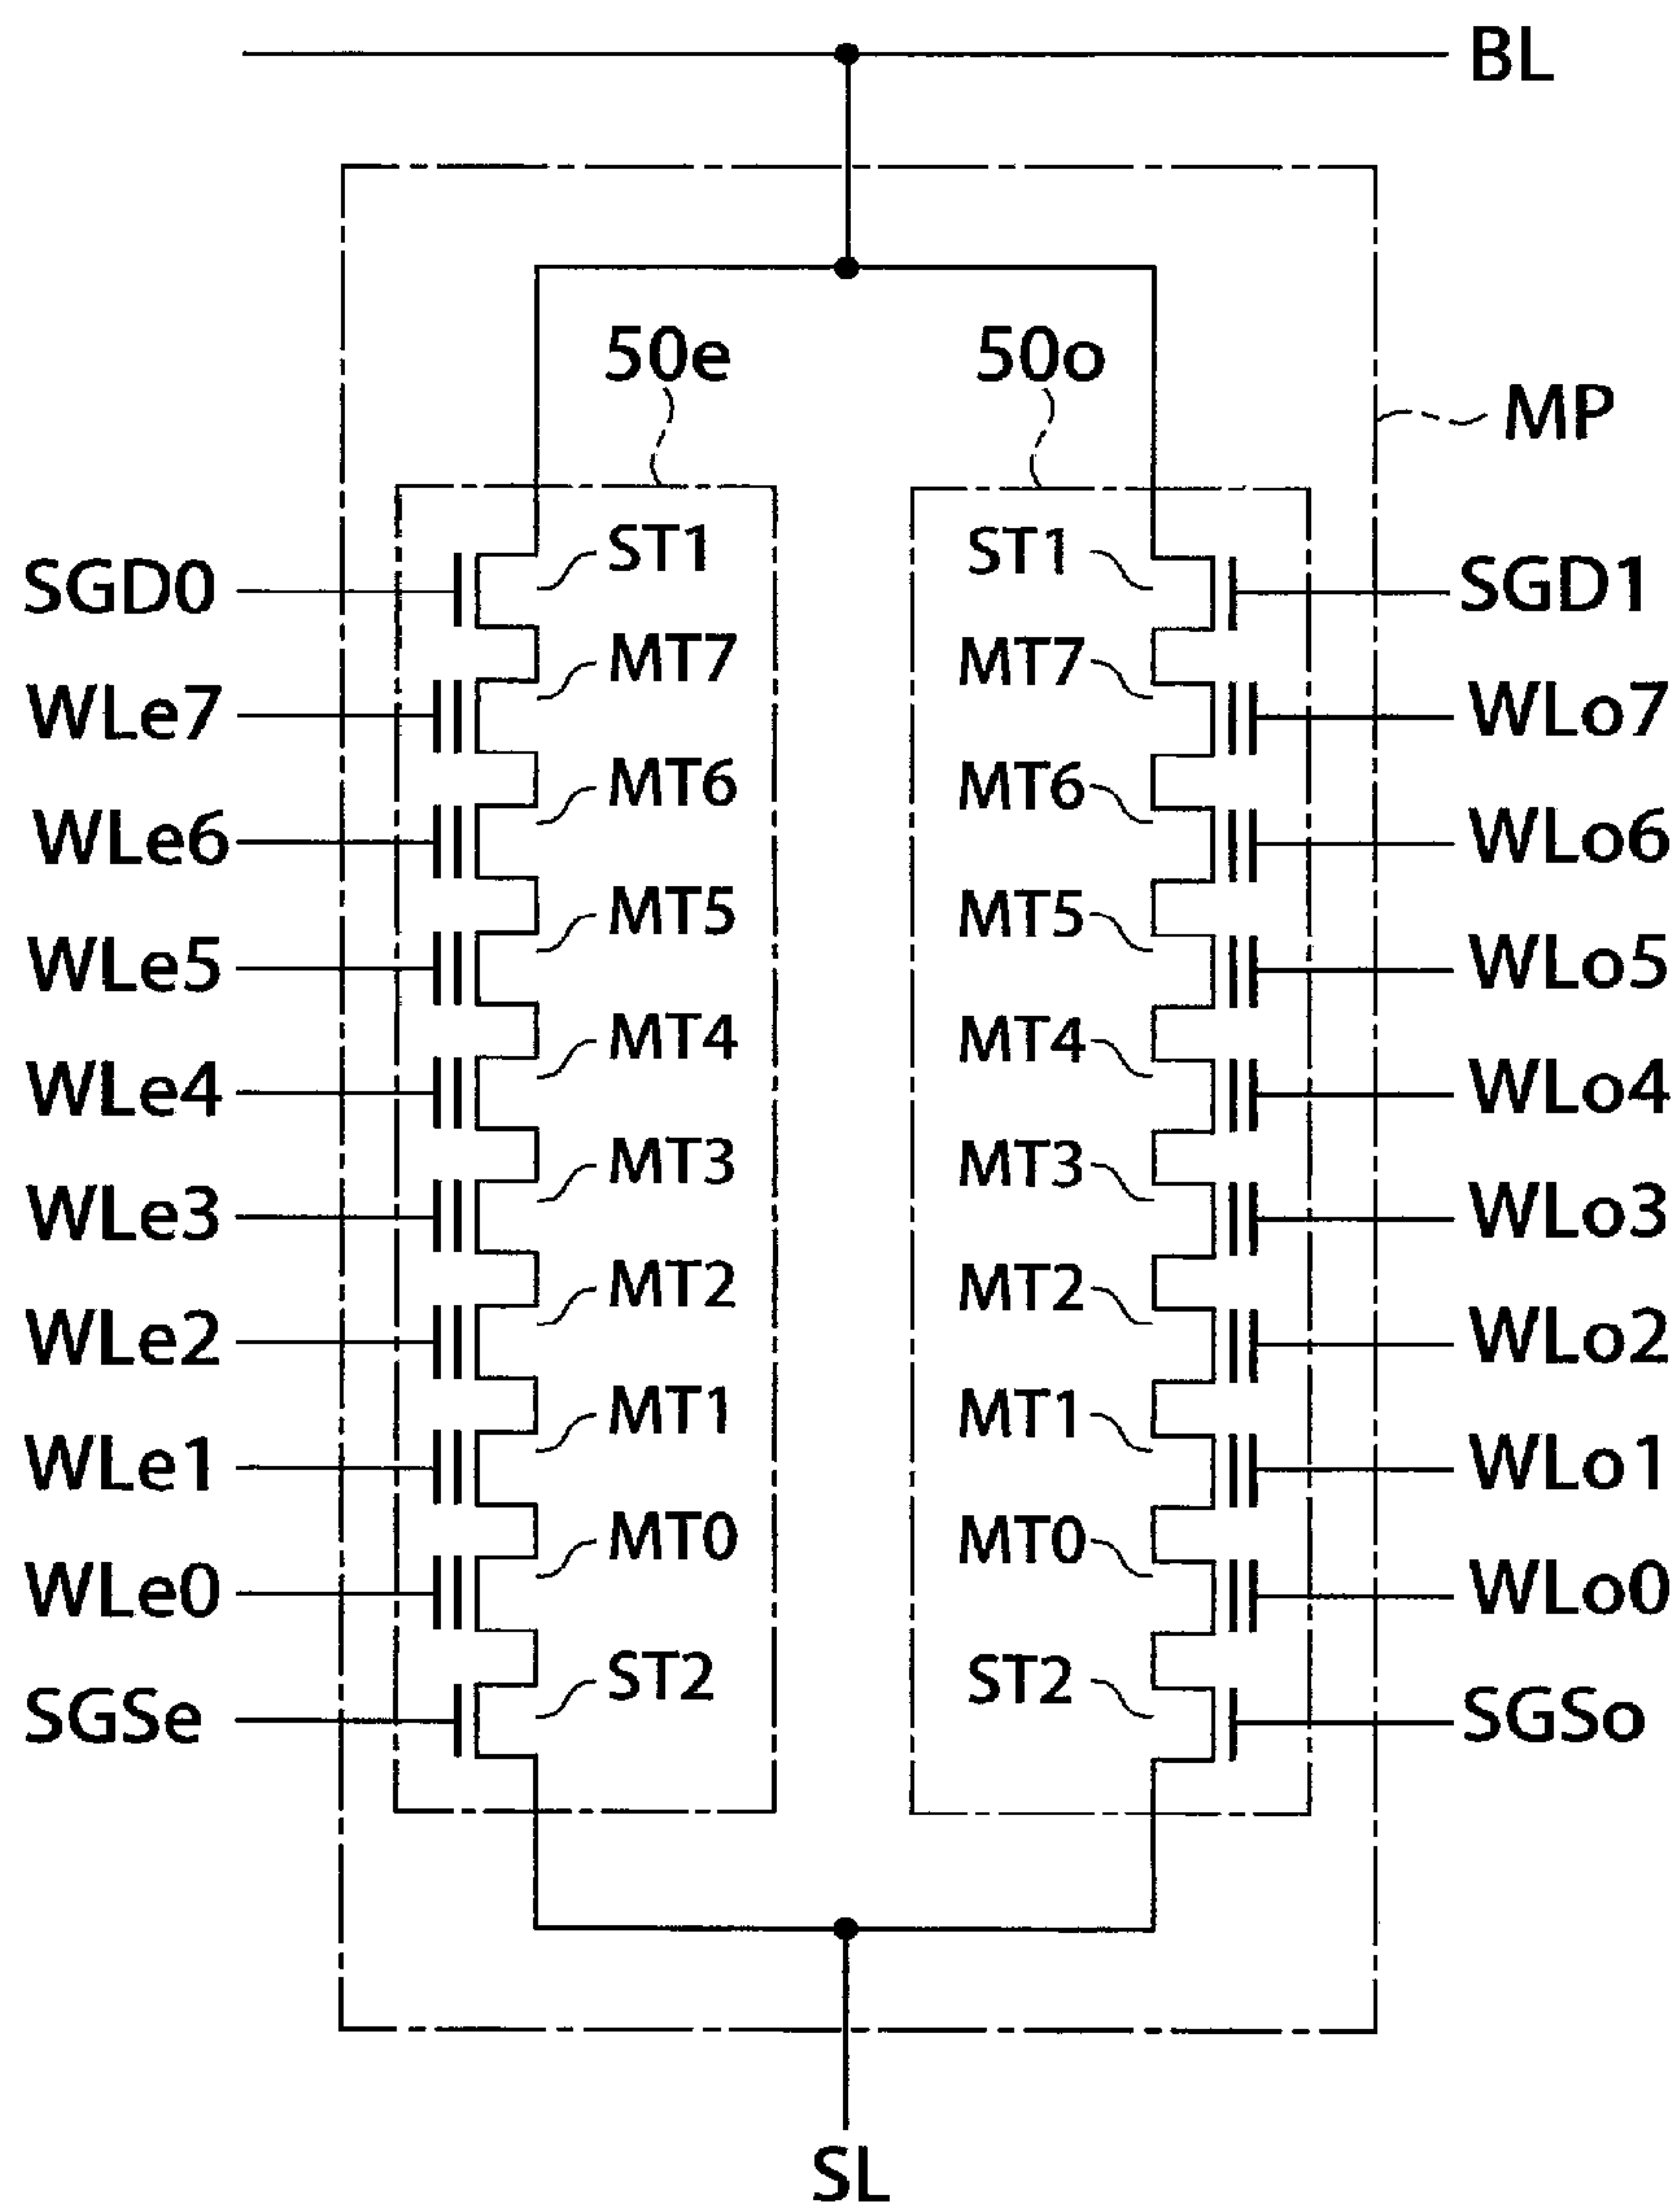 BL
50e 50o
MP
SGD0 ST1 ST1 SGD1
WLe7 MT7 MT7 WLo7
WLe6 MT6 MT6 WLo6
WLe5 MT5 MT5 WLo5
WLe4 MT4 MT4 WLo4
WLe3 MT3 MT3 WLo3
WLe2 MT2 MT2 WLo2
WLe1 MT1 MT1 WLo1
WLe0 MT0 MT0 WLo0
SGSe ST2 ST2 SGSo
SL